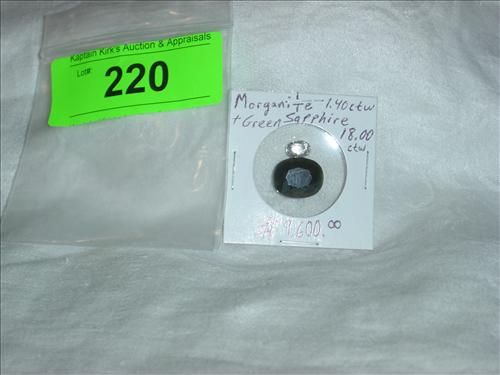 Kaptain Kirk's Auction & Appraisals
Lot#:
220
Morganite - 1.40ctw
+ Green Sapphire
18.00
ctw.
$9,600.00